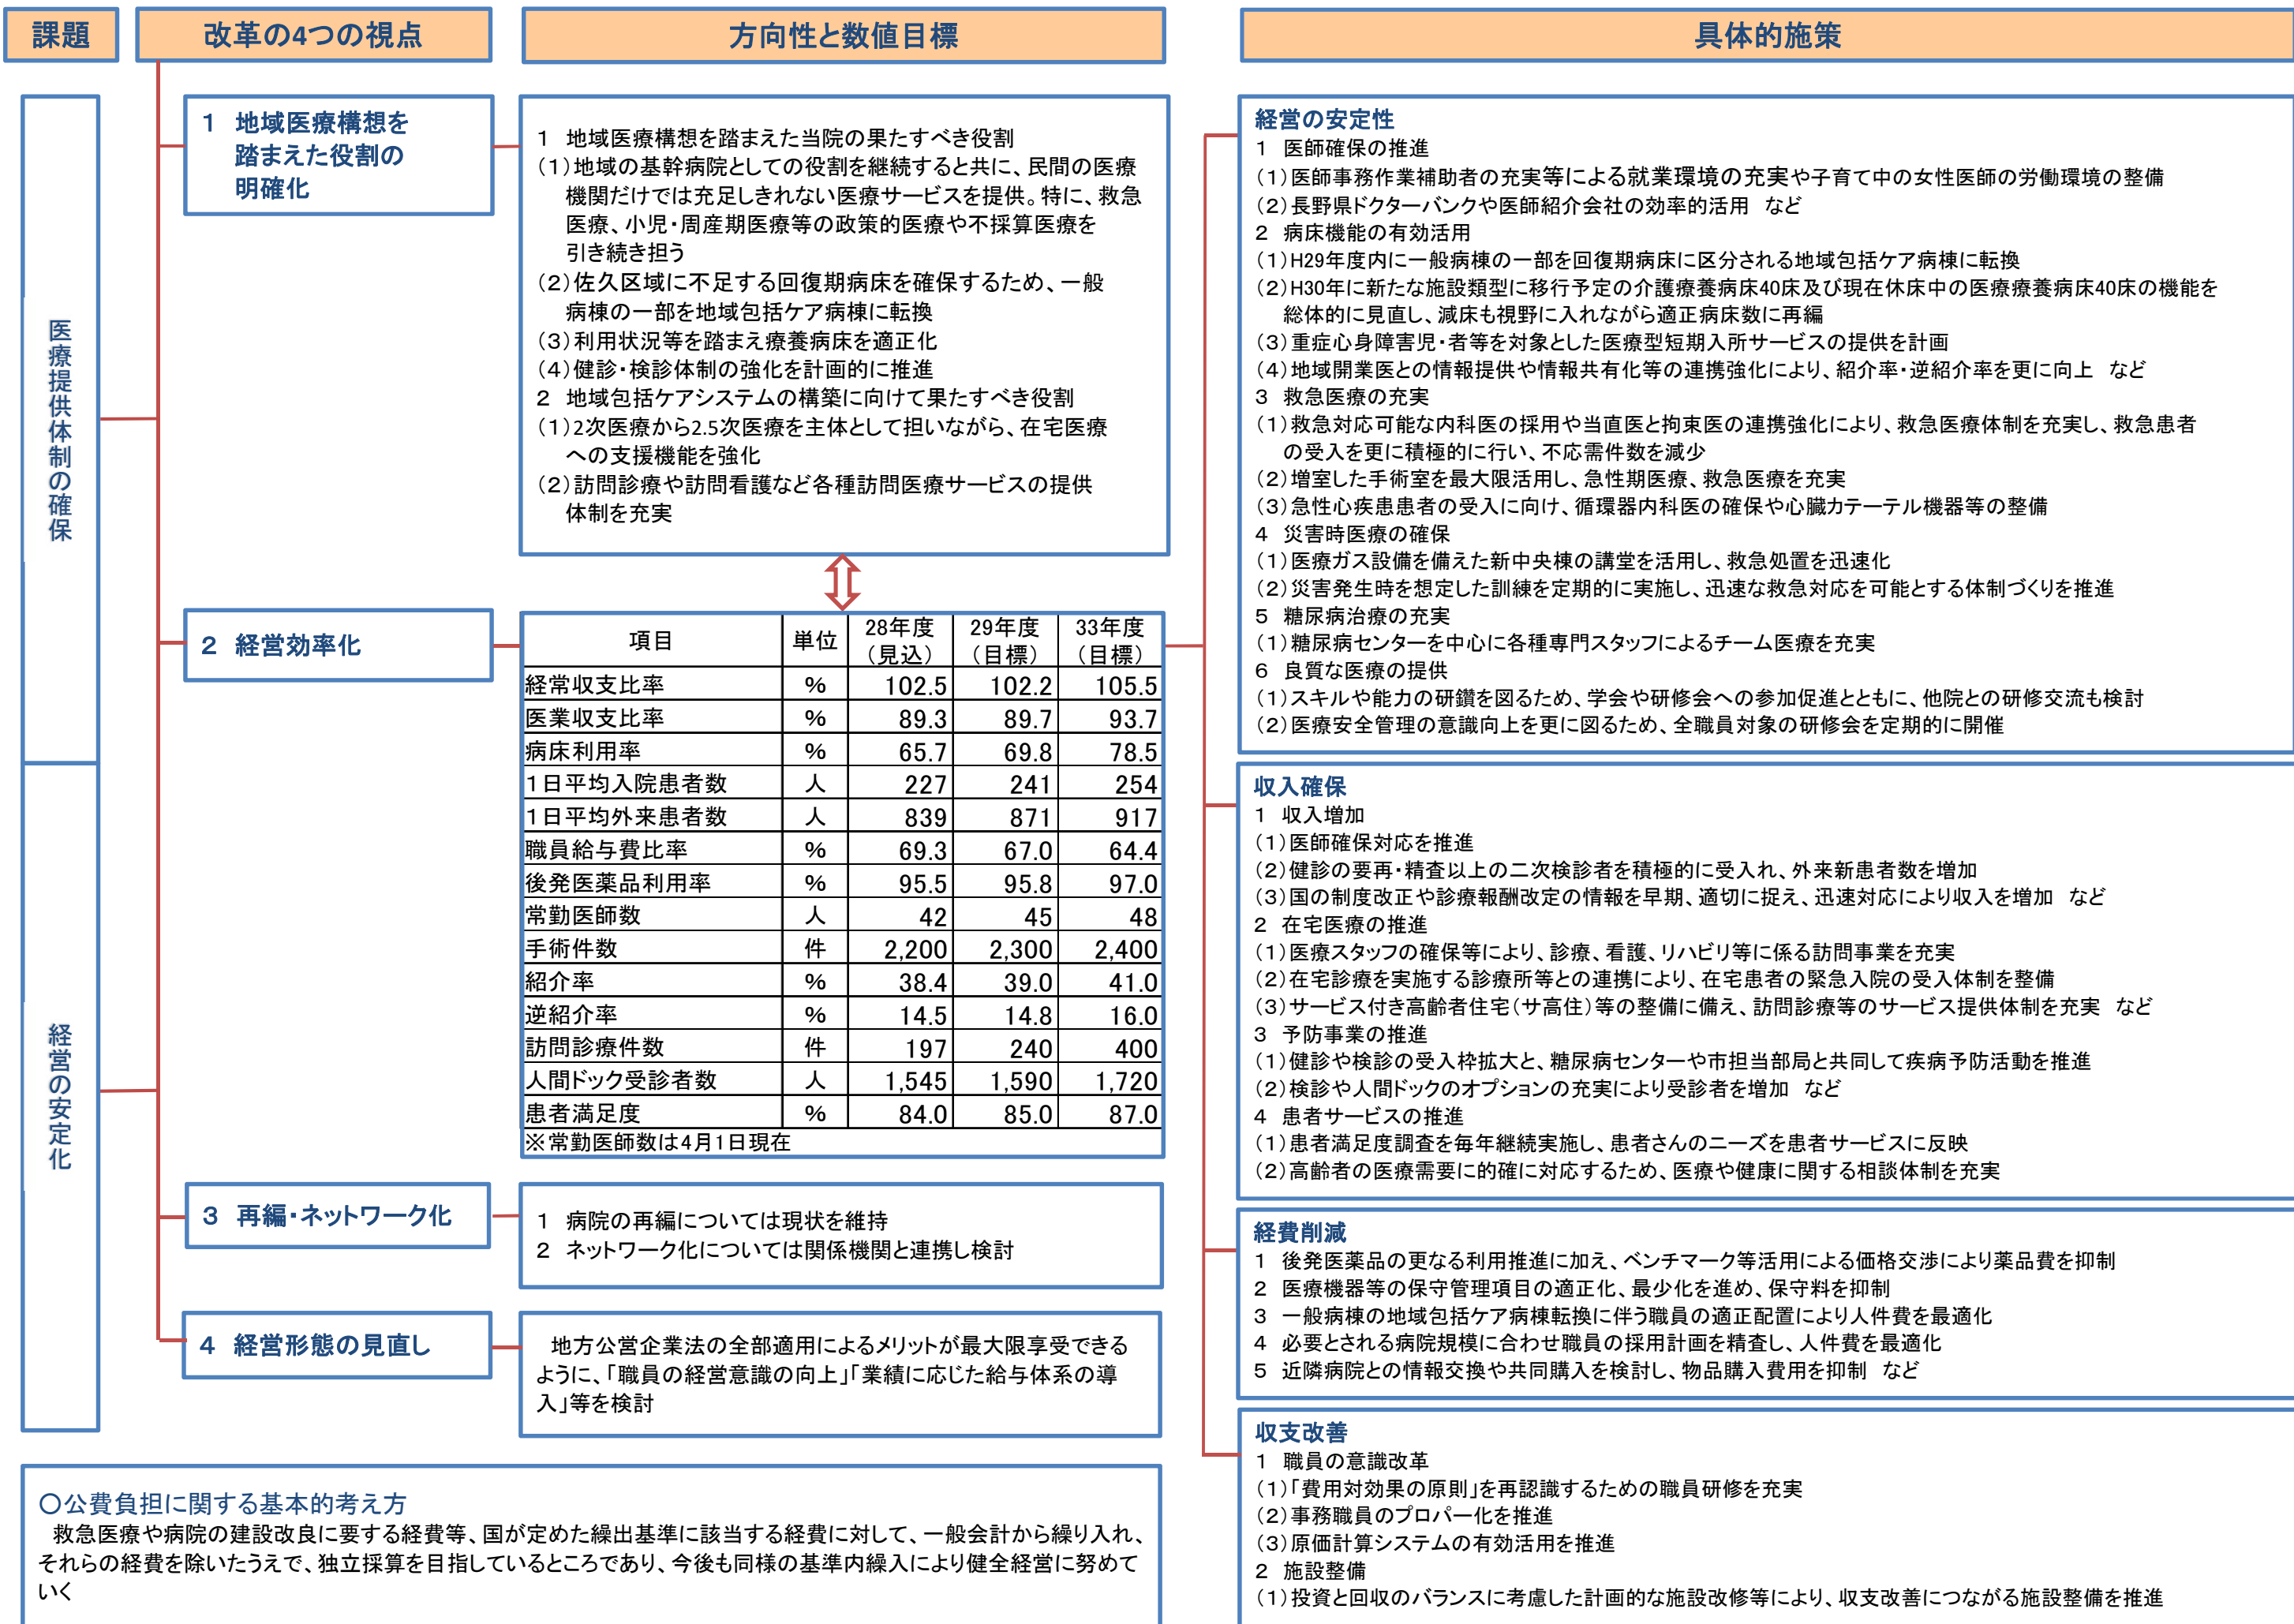 課題
改革の4つの視点
方向性と数値目標
具体的施策
医療提供体制の確保
経営の安定化
1 地域医療構想を
踏まえた役割の
明確化
1 地域医療構想を踏まえた当院の果たすべき役割
(1)地域の基幹病院としての役割を継続すると共に、民間の医療
機関だけでは充足しきれない医療サービスを提供。特に、救急
医療、小児・周産期医療等の政策的医療や不採算医療を
引き続き担う
(2)佐久区域に不足する回復期病床を確保するため、一般
病棟の一部を地域包括ケア病棟に転換
(3)利用状況等を踏まえ療養病床を適正化
(4)健診・検診体制の強化を計画的に推進
2 地域包括ケアシステムの構築に向けて果たすべき役割
(1)2次医療から2.5次医療を主体として担いながら、在宅医療
への支援機能を強化
(2)訪問診療や訪問看護など各種訪問医療サービスの提供
体制を充実
2 経営効率化
項目 単位 28年度(見込) 29年度(目標) 33年度(目標)
経常収支比率 % 102.5 102.2 105.5
医業収支比率 % 89.3 89.7 93.7
病床利用率 % 65.7 69.8 78.5
1日平均入院患者数 人 227 241 254
1日平均外来患者数 人 839 871 917
職員給与費比率 % 69.3 67.0 64.4
後発医薬品利用率 % 95.5 95.8 97.0
常勤医師数 人 42 45 48
手術件数 件 2,200 2,300 2,400
紹介率 % 38.4 39.0 41.0
逆紹介率 % 14.5 14.8 16.0
訪問診療件数 件 197 240 400
人間ドック受診者数 人 1,545 1,590 1,720
患者満足度 % 84.0 85.0 87.0
※常勤医師数は4月1日現在
3 再編・ネットワーク化
1 病院の再編については現状を維持
2 ネットワーク化については関係機関と連携し検討
4 経営形態の見直し
地方公営企業法の全部適用によるメリットが最大限享受できる
ように、「職員の経営意識の向上」「業績に応じた給与体系の導
入」等を検討
○公費負担に関する基本的考え方
救急医療や病院の建設改良に要する経費等、国が定めた繰出基準に該当する経費に対して、一般会計から繰り入れ、
それらの経費を除いたうえで、独立採算を目指しているところであり、今後も同様の基準内繰入により健全経営に努めて
いく
経営の安定性
1 医師確保の推進
(1)医師事務作業補助者の充実等による就業環境の充実や子育て中の女性医師の労働環境の整備
(2)長野県ドクターバンクや医師紹介会社の効率的活用 など
2 病床機能の有効活用
(1)H29年度内に一般病棟の一部を回復期病床に区分される地域包括ケア病棟に転換
(2)H30年に新たな施設類型に移行予定の介護療養病床40床及び現在休床中の医療療養病床40床の機能を
総体的に見直し、減床も視野に入れながら適正病床数に再編
(3)重症心身障害児・者等を対象とした医療型短期入所サービスの提供を計画
(4)地域開業医との情報提供や情報共有化等の連携強化により、紹介率・逆紹介率を更に向上 など
3 救急医療の充実
(1)救急対応可能な内科医の採用や当直医と拘束医の連携強化により、救急医療体制を充実し、救急患者
の受入を更に積極的に行い、不応需件数を減少
(2)増室した手術室を最大限活用し、急性期医療、救急医療を充実
(3)急性心疾患患者の受入に向け、循環器内科医の確保や心臓カテーテル機器等の整備
4 災害時医療の確保
(1)医療ガス設備を備えた新中央棟の講堂を活用し、救急処置を迅速化
(2)災害発生時を想定した訓練を定期的に実施し、迅速な救急対応を可能とする体制づくりを推進
5 糖尿病治療の充実
(1)糖尿病センターを中心に各種専門スタッフによるチーム医療を充実
6 良質な医療の提供
(1)スキルや能力の研鑽を図るため、学会や研修会への参加促進とともに、他院との研修交流も検討
(2)医療安全管理の意識向上を更に図るため、全職員対象の研修会を定期的に開催
収入確保
1 収入増加
(1)医師確保対応を推進
(2)健診の要再・精査以上の二次検診者を積極的に受入れ、外来新患者数を増加
(3)国の制度改正や診療報酬改定の情報を早期、適切に捉え、迅速対応により収入を増加 など
2 在宅医療の推進
(1)医療スタッフの確保等により、診療、看護、リハビリ等に係る訪問事業を充実
(2)在宅診療を実施する診療所等との連携により、在宅患者の緊急入院の受入体制を整備
(3)サービス付き高齢者住宅(サ高住)等の整備に備え、訪問診療等のサービス提供体制を充実 など
3 予防事業の推進
(1)健診や検診の受入枠拡大と、糖尿病センターや市担当部局と共同して疾病予防活動を推進
(2)検診や人間ドックのオプションの充実により受診者を増加 など
4 患者サービスの推進
(1)患者満足度調査を毎年継続実施し、患者さんのニーズを患者サービスに反映
(2)高齢者の医療需要に的確に対応するため、医療や健康に関する相談体制を充実
経費削減
1 後発医薬品の更なる利用推進に加え、ベンチマーク等活用による価格交渉により薬品費を抑制
2 医療機器等の保守管理項目の適正化、最少化を進め、保守料を抑制
3 一般病棟の地域包括ケア病棟転換に伴う職員の適正配置により人件費を最適化
4 必要とされる病院規模に合わせ職員の採用計画を精査し、人件費を最適化
5 近隣病院との情報交換や共同購入を検討し、物品購入費用を抑制 など
収支改善
1 職員の意識改革
(1)「費用対効果の原則」を再認識するための職員研修を充実
(2)事務職員のプロパー化を推進
(3)原価計算システムの有効活用を推進
2 施設整備
(1)投資と回収のバランスに考慮した計画的な施設改修等により、収支改善につながる施設整備を推進